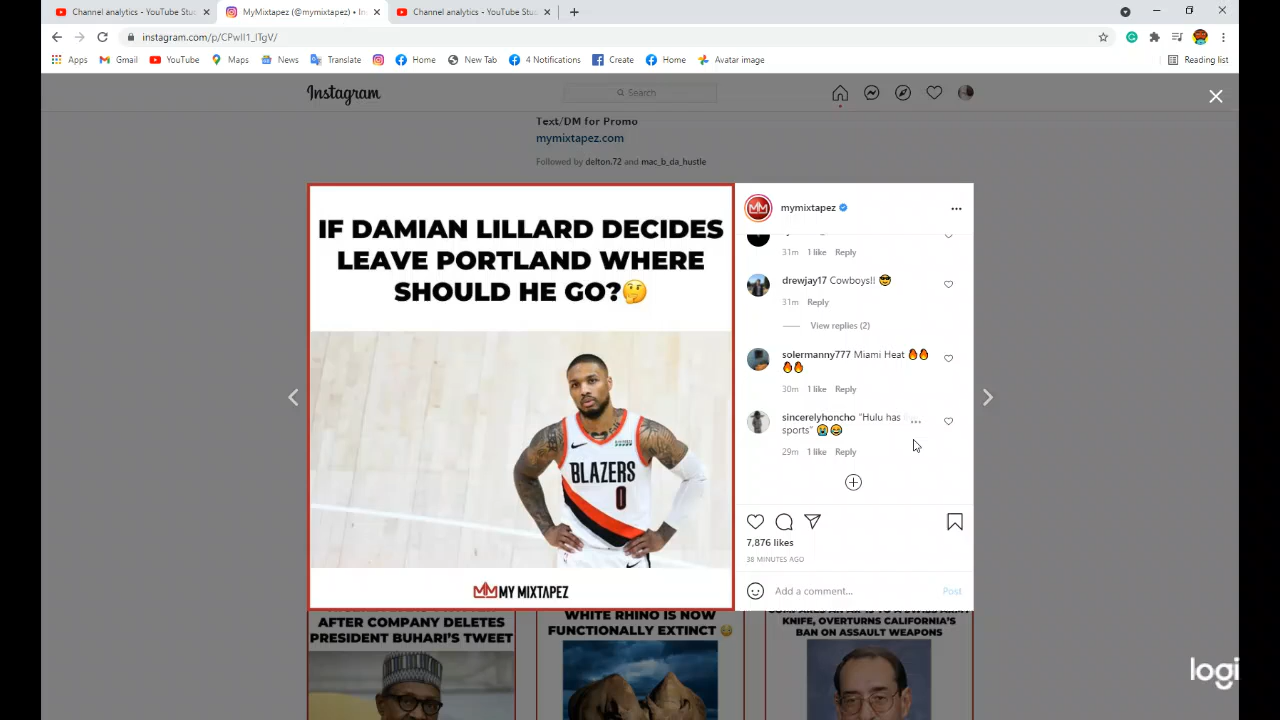 Channel analytics - YouTube Stu
MyMixtapez (@mymixtapez) • In
Channel analytics - YouTube Stu
instagram.com/p/CPwlI1_lTgV/
Apps
Gmail
YouTube
Maps
News
Translate
Home
New Tab
4 Notifications
Create
Home
Avatar image
Reading list
Instagram
Search
Text/DM for Promo
mymixtapez.com
Followed by delton.72 and mac_b_da_hustle
IF DAMIAN LILLARD DECIDES
LEAVE PORTLAND WHERE
SHOULD HE GO?🤔
BLAZERS
0
MM MY MIXTAPEZ
MM
mymixtapez
31m 1 like Reply
drewjay17 Cowboys!! 😎
31m Reply
View replies (2)
solermanny777 Miami Heat 🔥🔥
🔥🔥
30m 1 like Reply
sincerelyhoncho "Hulu has
sports" 😭😂
29m 1 like Reply
7,876 likes
38 MINUTES AGO
Add a comment...
Post
AFTER COMPANY DELETES
PRESIDENT BUHARI'S TWEET
WHITE RHINO IS NOW
FUNCTIONALLY EXTINCT
KNIFE, OVERTURNS CALIFORNIA'S
BAN ON ASSAULT WEAPONS
logi